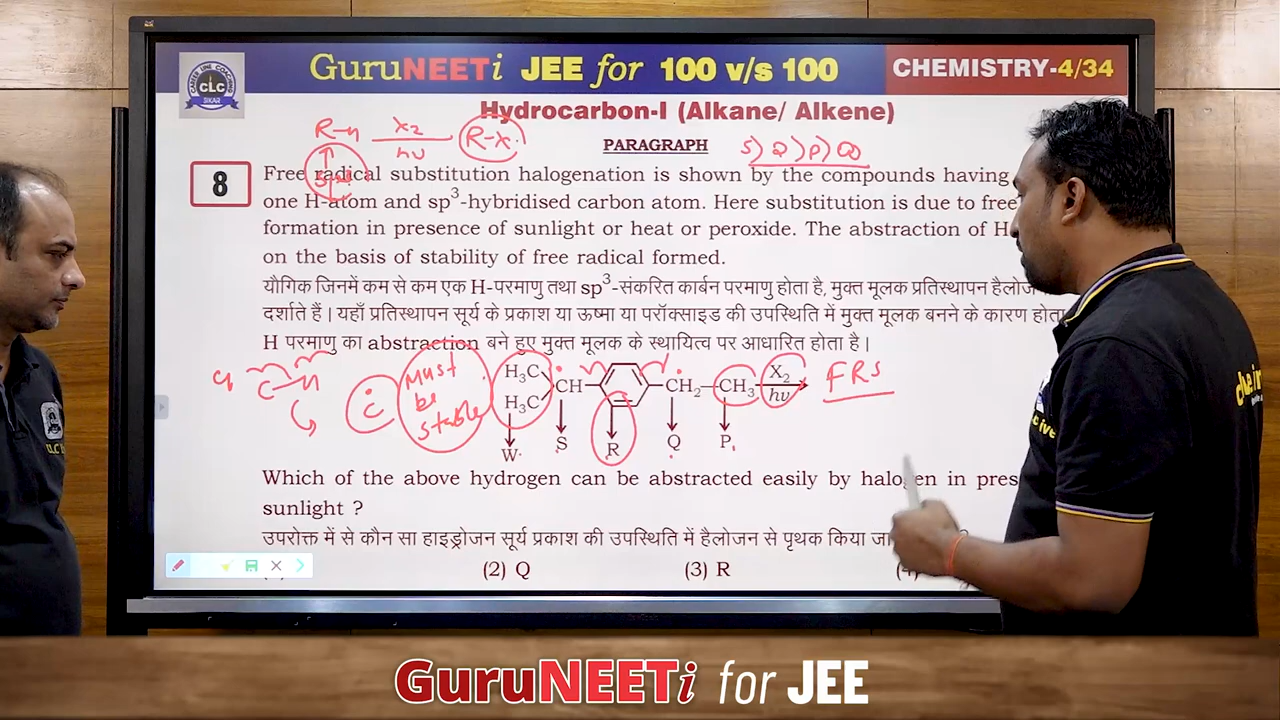 GuruNEETi JEE for 100 v/s 100
CHEMISTRY-4/34
CLC
SIKAR
Hydrocarbon-I (Alkane/ Alkene)
R-H X2 hν R-X
PARAGRAPH
S > Q > P > W
8
Free radical substitution halogenation is shown by the compounds having
one H-atom and sp³-hybridised carbon atom. Here substitution is due to free
formation in presence of sunlight or heat or peroxide. The abstraction of H
on the basis of stability of free radical formed.
यौगिक जिनमें कम से कम एक H-परमाणु तथा sp³-संकरित कार्बन परमाणु होता है, मुक्त मूलक प्रतिस्थापन
दर्शाते हैं। यहाँ प्रतिस्थापन सूर्य के प्रकाश या ऊष्मा या परॉक्साइड की उपस्थिति में मुक्त मूलक बनने के कारण होता
H परमाणु का abstraction बने हुए मुक्त मूलक के स्थायित्व पर आधारित होता है।
C-H
Ċ
Must
be
stable
H₃C
H₃C
CH
CH₂-CH₃
X₂
hν
FRS
W S R Q P
Which of the above hydrogen can be abstracted easily by halogen in pres
sunlight ?
उपरोक्त में से कौन सा हाइड्रोजन सूर्य प्रकाश की उपस्थिति में हैलोजन से पृथक किया जा
(2) Q (3) R
GuruNEETi for JEE